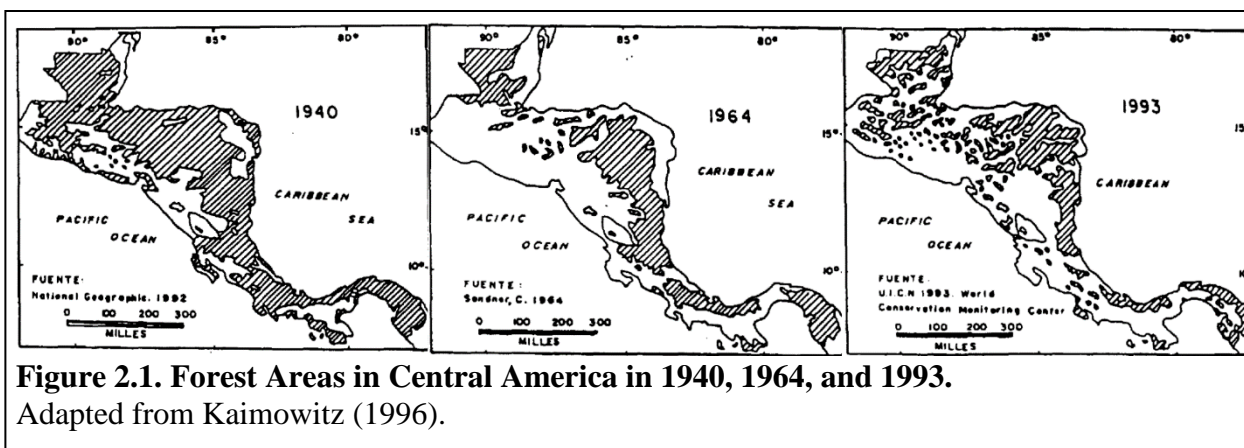 90° 85° 80°
1940
15°
CARIBBEAN
SEA
PACIFIC
OCEAN
10°
FUENTE:
National Geographic. 1992
0 100 200 300
MILLES
90° 85° 80°
1964
15°
CARIBBEAN
SEA
PACIFIC
OCEAN
10°
FUENTE :
Sandner, C. 1964
0 100 200 300
MILLES
90° 85° 80°
1993
15°
CARIBBEAN
PACIFIC
OCEAN
FUENTE:
U.I.C.N 1993. World
Conservation Monitoring Center
0 100 200 300
MILLES
Figure 2.1. Forest Areas in Central America in 1940, 1964, and 1993.
Adapted from Kaimowitz (1996).